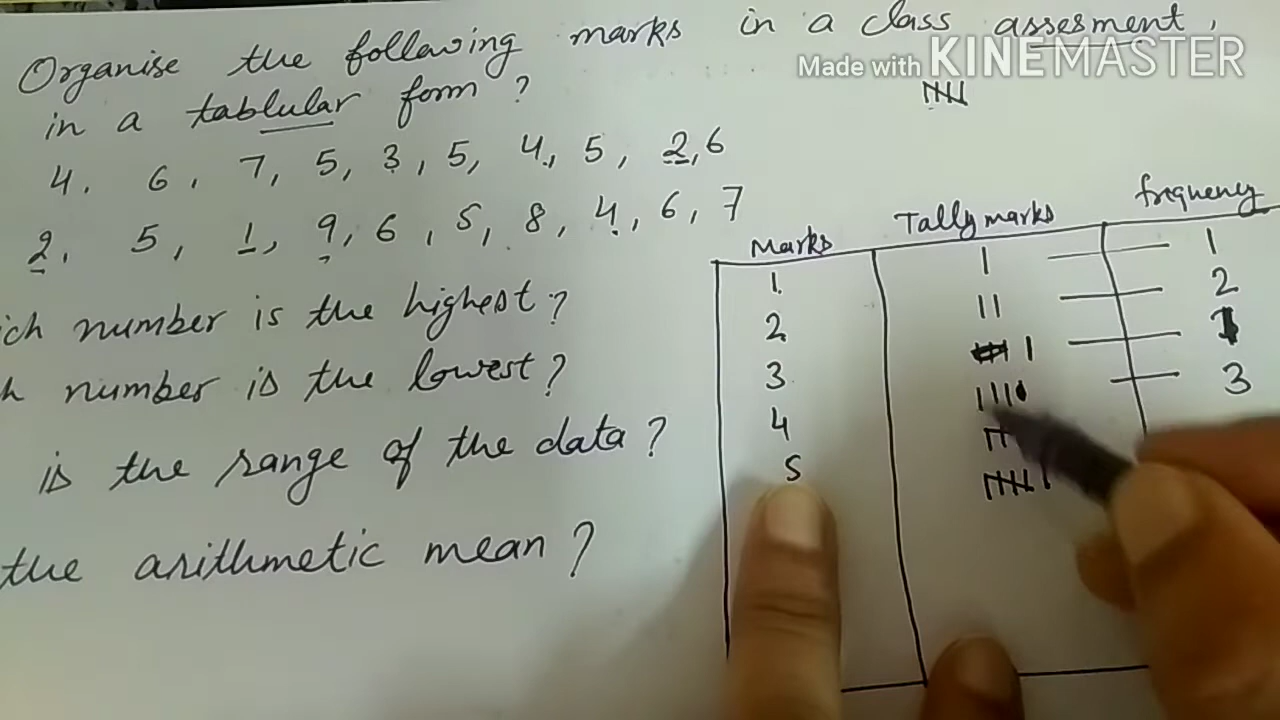 Organise the following marks in a class assesment,
in a tablular form?
4, 6, 7, 5, 3, 5, 4, 5, 2, 6
2, 5, 1, 9, 6, 5, 8, 4, 6, 7
ich number is the highest?
h number is the lowest?
is the range of the data?
the arithmetic mean?
Made with KINEMASTER
Marks Tally marks frequency
1 | 1
2 || 2
3 | 1
4 ||| 3
5